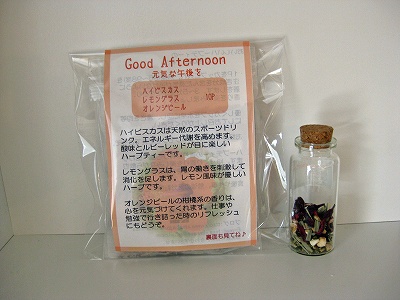 Good Afternoon
元気な午後を
ハイビスカス
レモングラス 10P
オレンジピール
ハイビスカスは天然のスポーツドリ
ンク。エネルギー代謝を高めます。
酸味とルビーレッドが目に楽しい
ハーブティーです。
レモングラスは、胃の働きを刺激して
消化を促します。レモン風味が優しい
ハーブです。
オレンジピールの柑橘系の香りは、
心を元気づけてくれます。仕事や
勉強で行き詰った時のリフレッシュ
にもどうぞ。
裏面も見てね♪